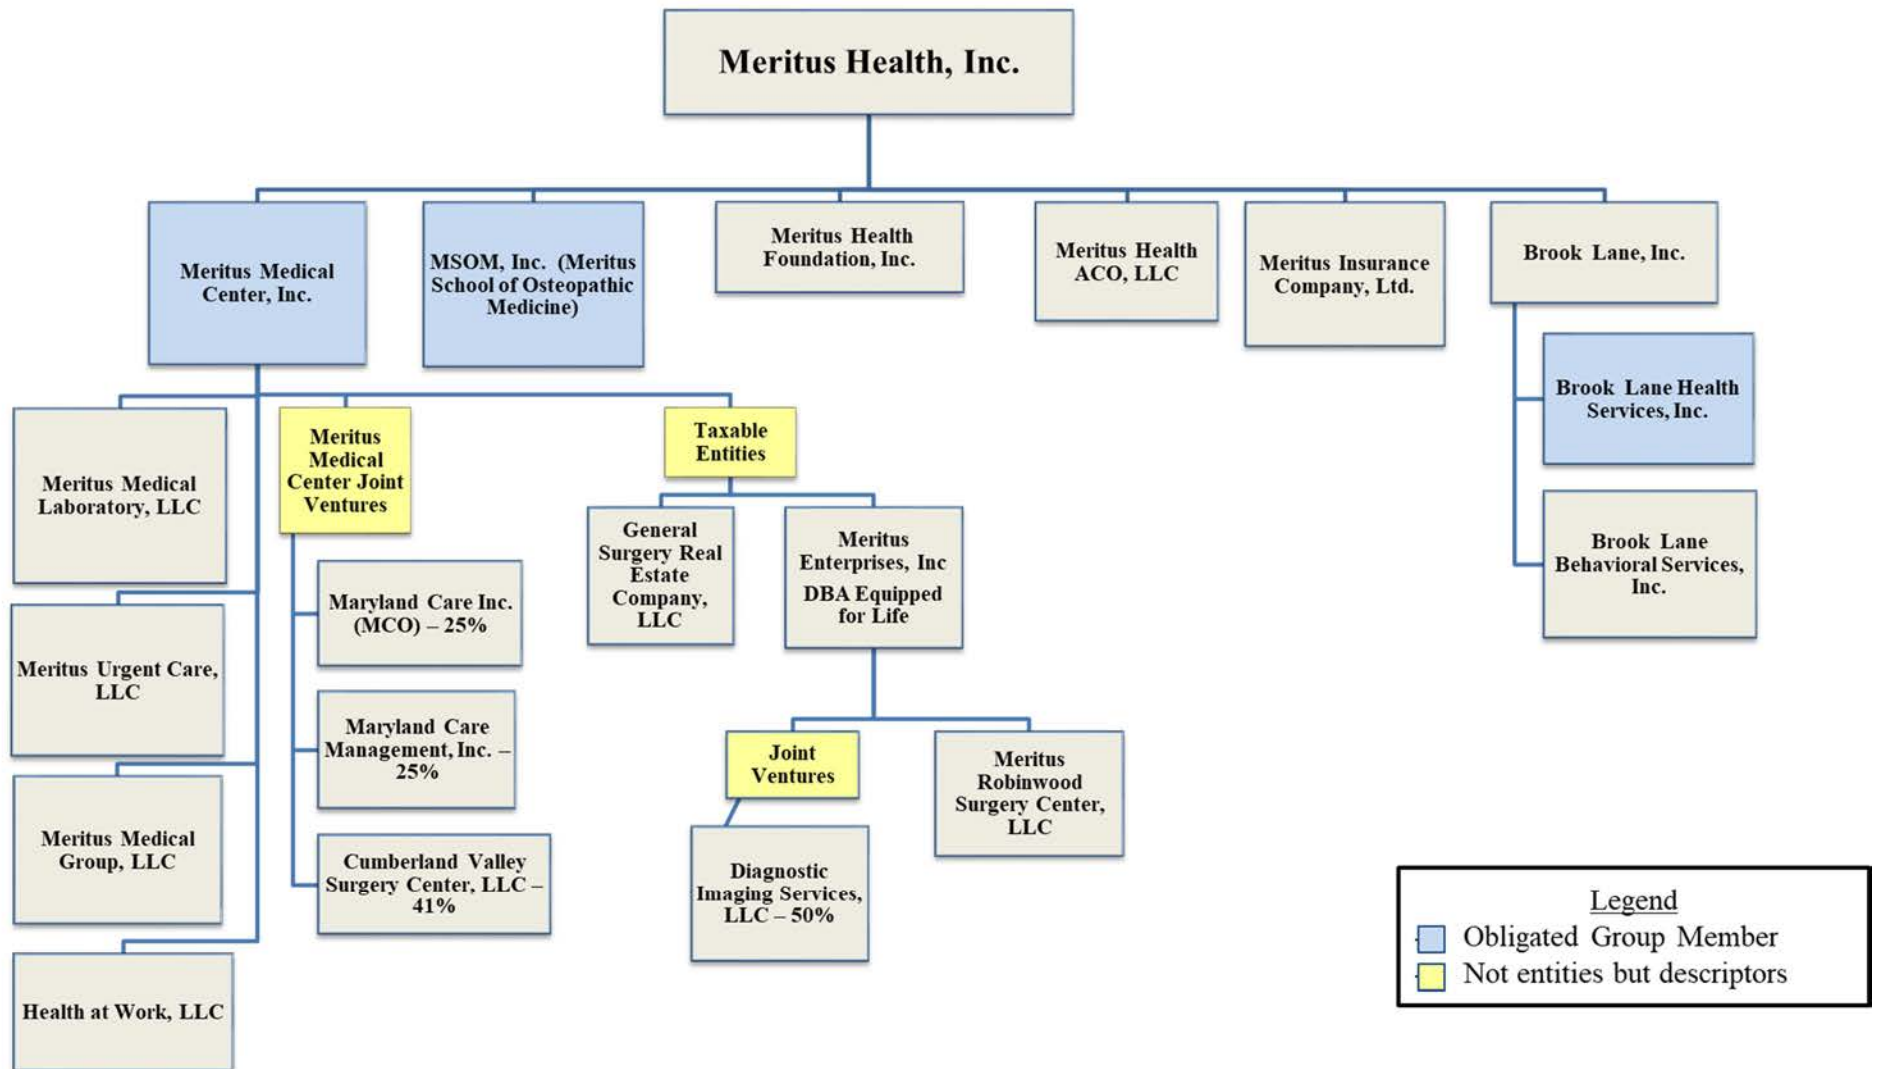 Meritus Health, Inc.
Meritus Medical
Center, Inc.
MSOM, Inc. (Meritus
School of Osteopathic
Medicine)
Meritus Health
Foundation, Inc.
Meritus Health
ACO, LLC
Meritus Insurance
Company, Ltd.
Brook Lane, Inc.
Brook Lane Health
Services, Inc.
Brook Lane
Behavioral Services,
Inc.
Meritus Medical
Laboratory, LLC
Meritus Urgent Care,
LLC
Meritus Medical
Group, LLC
Health at Work, LLC
Meritus
Medical
Center Joint
Ventures
Maryland Care Inc.
(MCO) – 25%
Maryland Care
Management, Inc. –
25%
Cumberland Valley
Surgery Center, LLC –
41%
Taxable
Entities
General
Surgery Real
Estate
Company,
LLC
Meritus
Enterprises, Inc
DBA Equipped
for Life
Joint
Ventures
Diagnostic
Imaging Services,
LLC – 50%
Meritus
Robinwood
Surgery Center,
LLC
Legend
Obligated Group Member
Not entities but descriptors